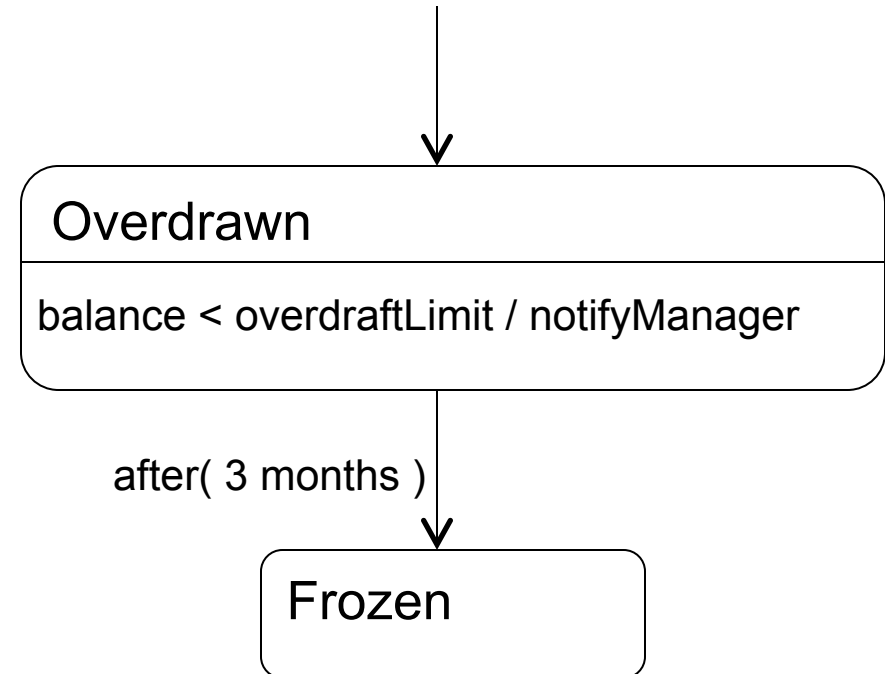 Overdrawn
balance < overdraftLimit / notifyManager
after( 3 months )
Frozen